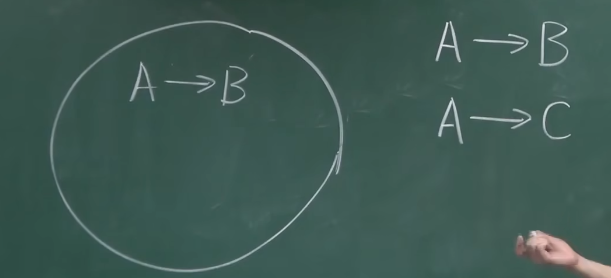 A → B
A → B
A → C